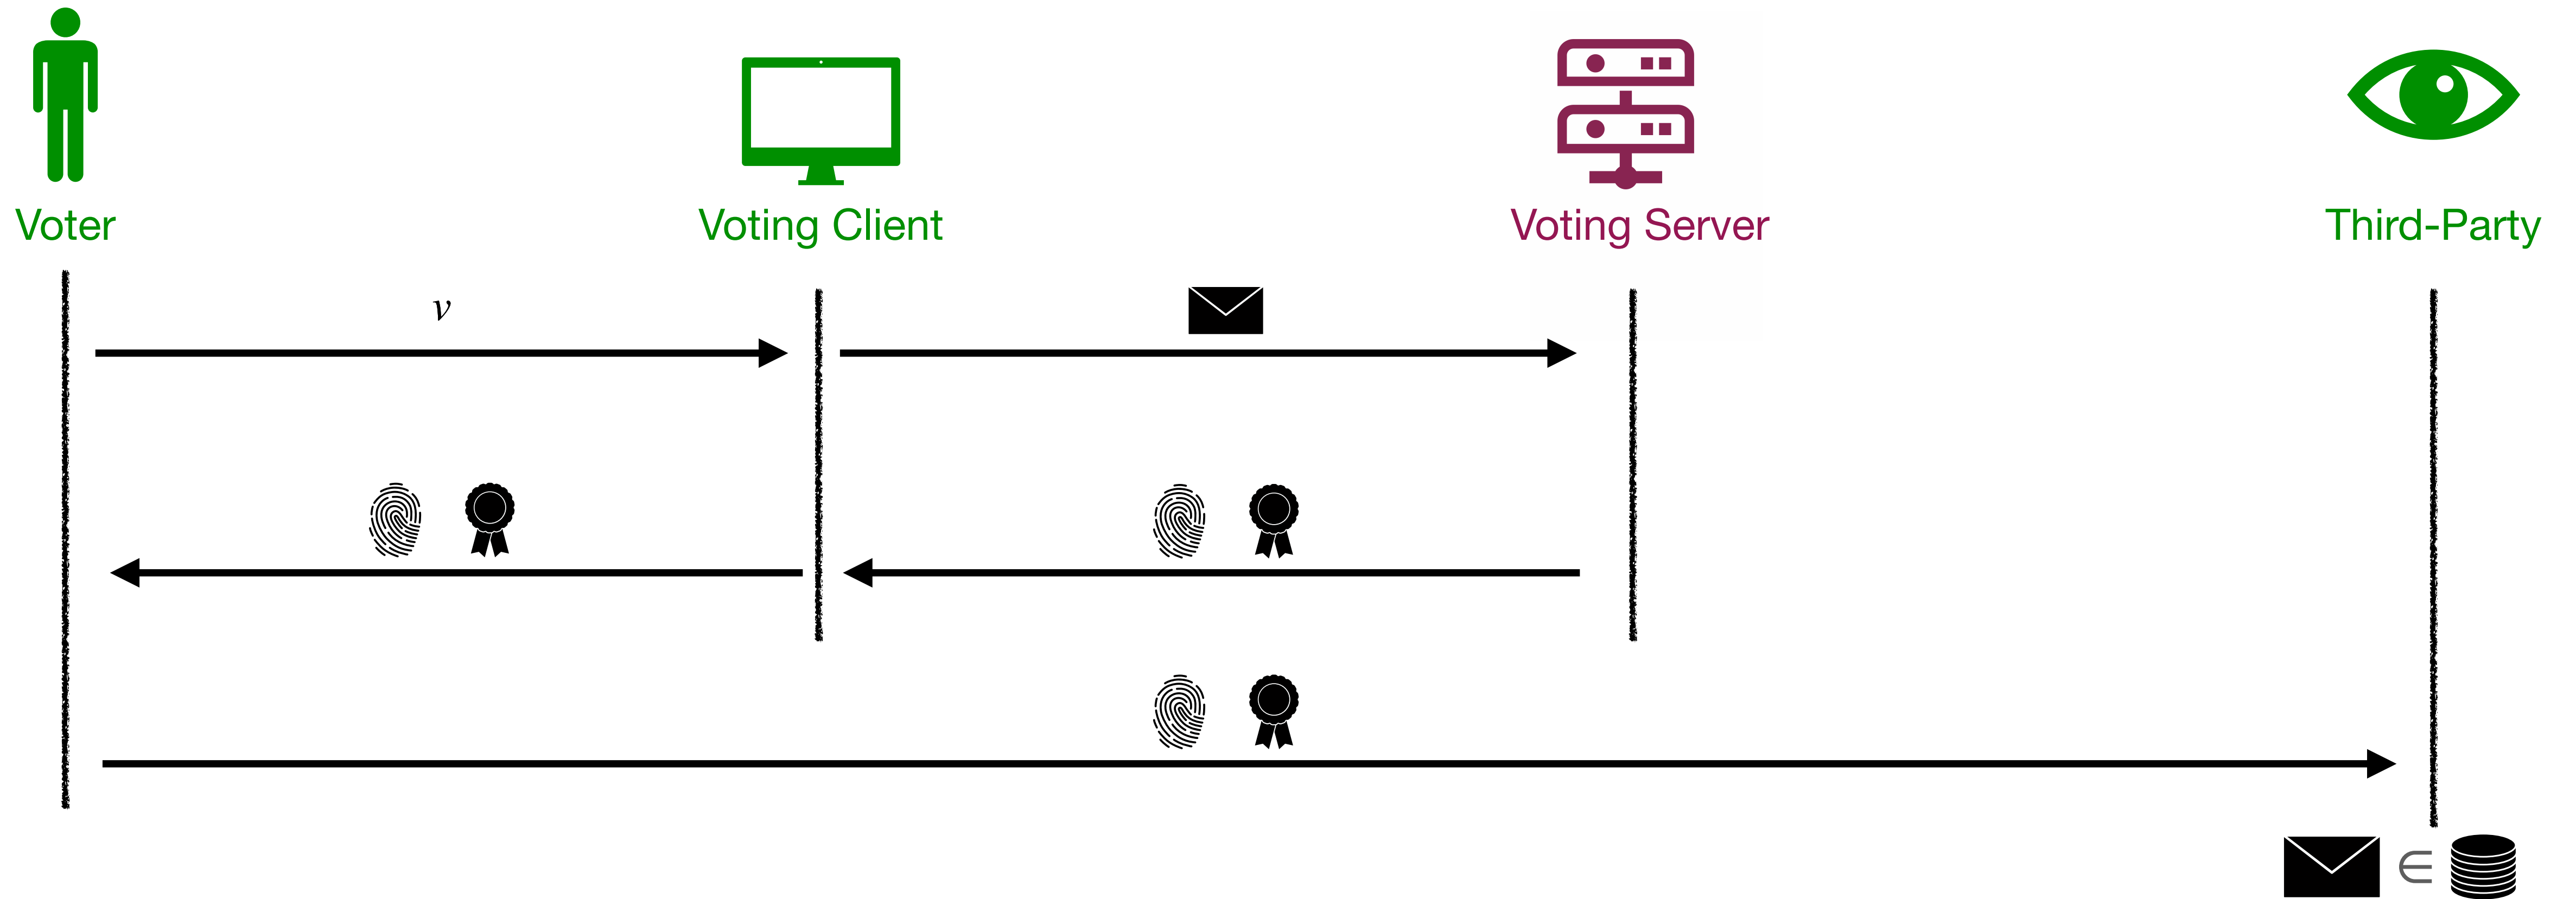 Voter
Voting Client
Voting Server
Third-Party
v
∈